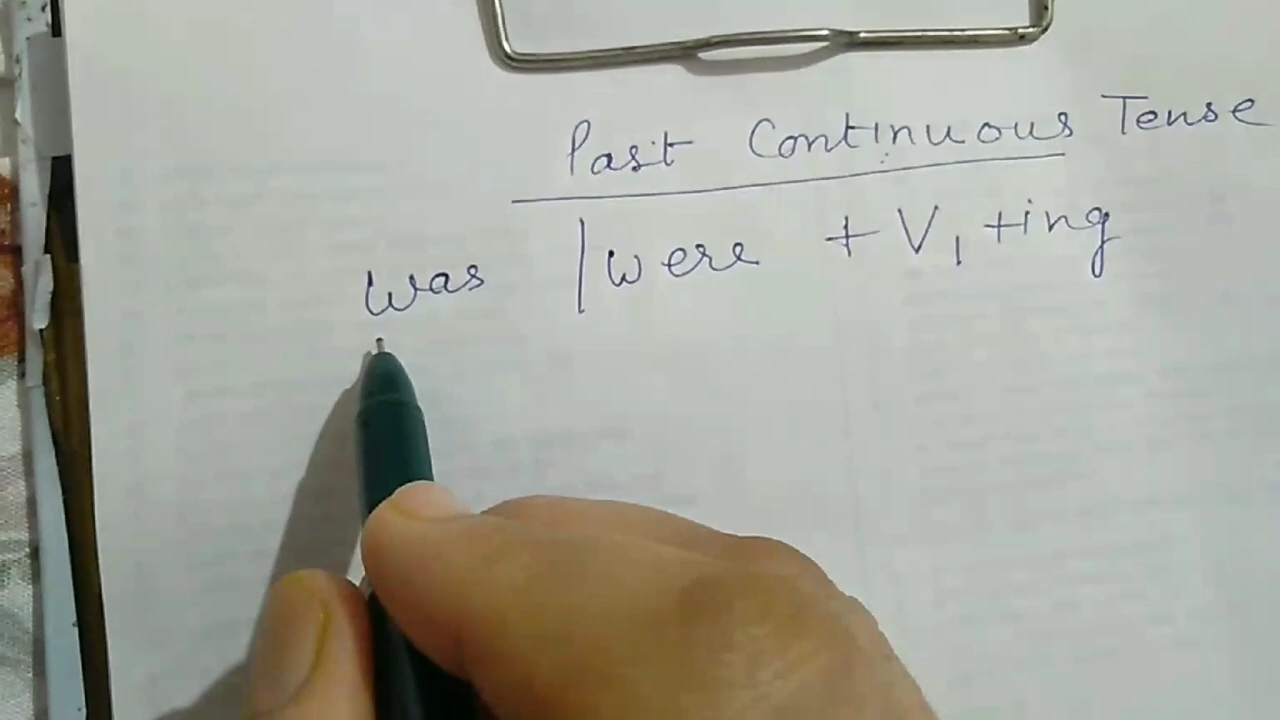 Past Continuous Tense
was / were + V1 + ing